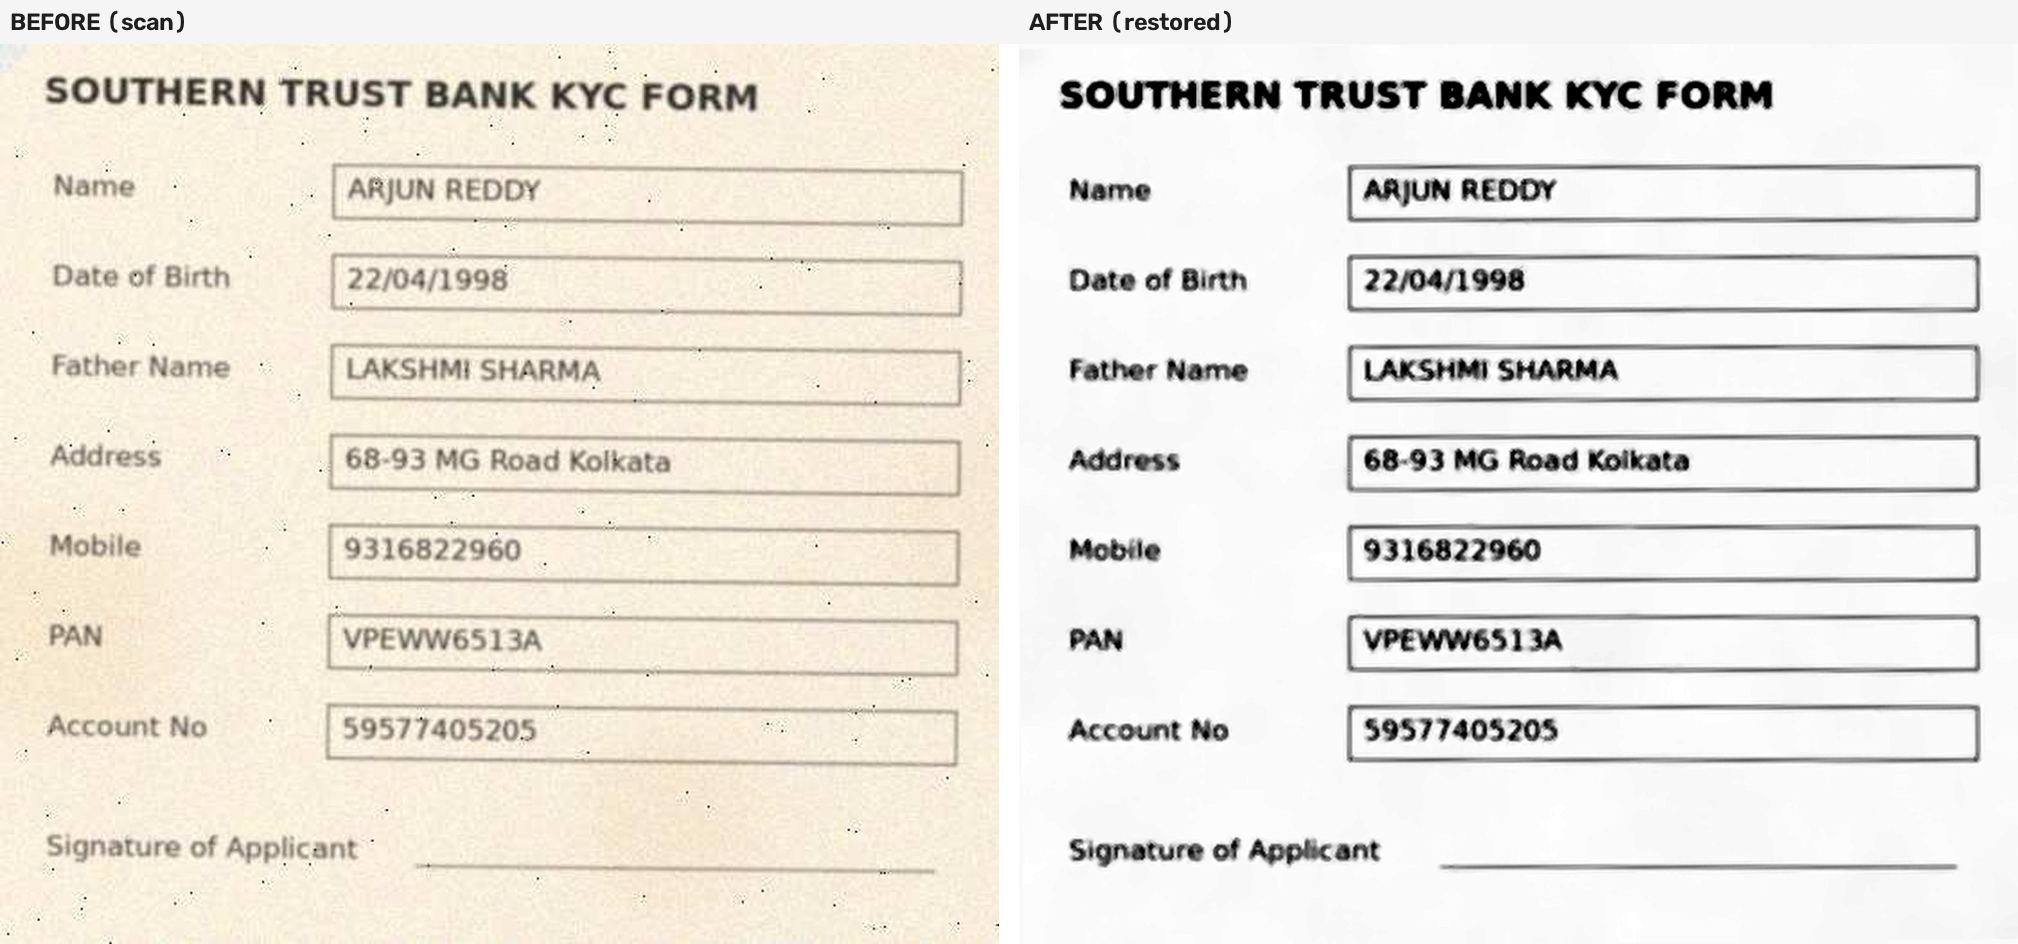 BEFORE (scan)
SOUTHERN TRUST BANK KYC FORM
Name ARJUN REDDY
Date of Birth 22/04/1998
Father Name LAKSHMI SHARMA
Address 68-93 MG Road Kolkata
Mobile 9316822960
PAN VPEWW6513A
Account No 59577405205
Signature of Applicant
AFTER (restored)
SOUTHERN TRUST BANK KYC FORM
Name ARJUN REDDY
Date of Birth 22/04/1998
Father Name LAKSHMI SHARMA
Address 68-93 MG Road Kolkata
Mobile 9316822960
PAN VPEWW6513A
Account No 59577405205
Signature of Applicant